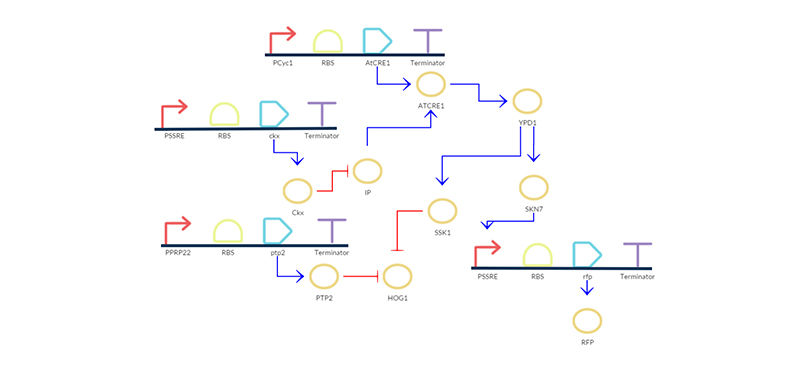 PCyc1 RBS AtCRE1 Terminator
ATCRE1
YPD1
PSSRE RBS ckx Terminator
IP
Ckx
SKN7
SSK1
PPRP22 RBS ptp2 Terminator
PSSRE RBS rfp Terminator
PTP2 HOG1
RFP